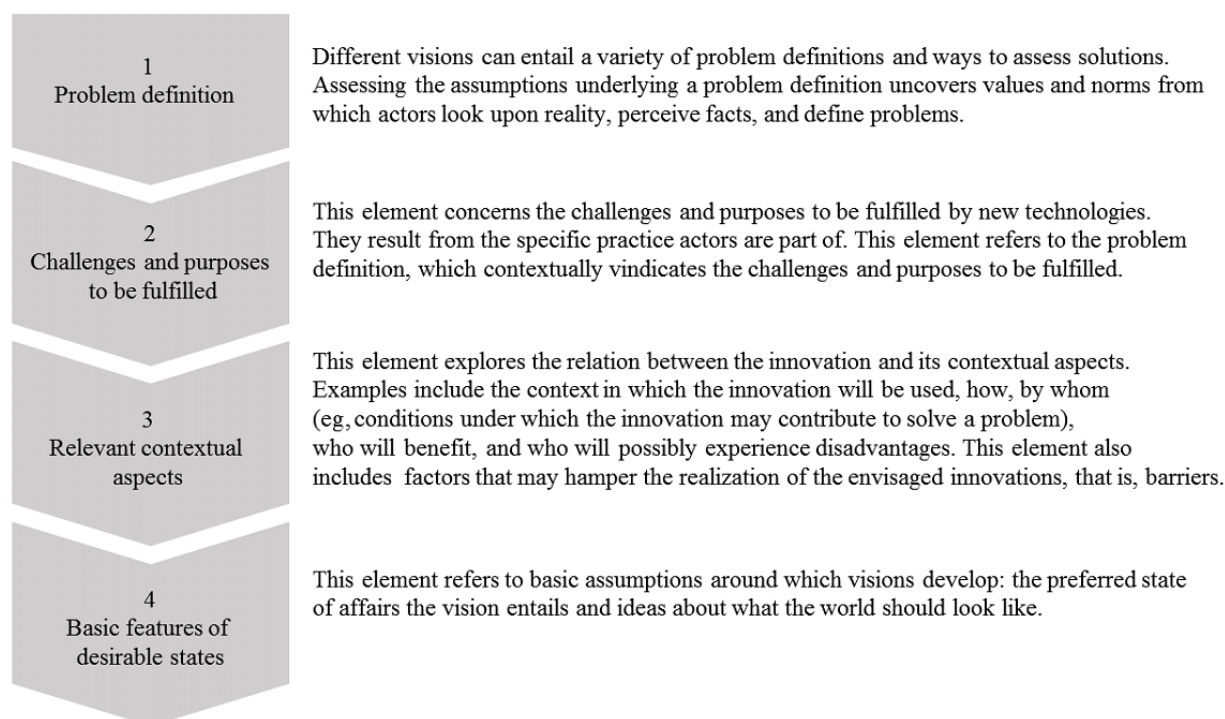 1
Problem definition
Different visions can entail a variety of problem definitions and ways to assess solutions.
Assessing the assumptions underlying a problem definition uncovers values and norms from
which actors look upon reality, perceive facts, and define problems.
2
Challenges and purposes
to be fulfilled
This element concerns the challenges and purposes to be fulfilled by new technologies.
They result from the specific practice actors are part of. This element refers to the problem
definition, which contextually vindicates the challenges and purposes to be fulfilled.
3
Relevant contextual
aspects
This element explores the relation between the innovation and its contextual aspects.
Examples include the context in which the innovation will be used, how, by whom
(eg, conditions under which the innovation may contribute to solve a problem),
who will benefit, and who will possibly experience disadvantages. This element also
includes factors that may hamper the realization of the envisaged innovations, that is, barriers.
4
Basic features of
desirable states
This element refers to basic assumptions around which visions develop: the preferred state
of affairs the vision entails and ideas about what the world should look like.